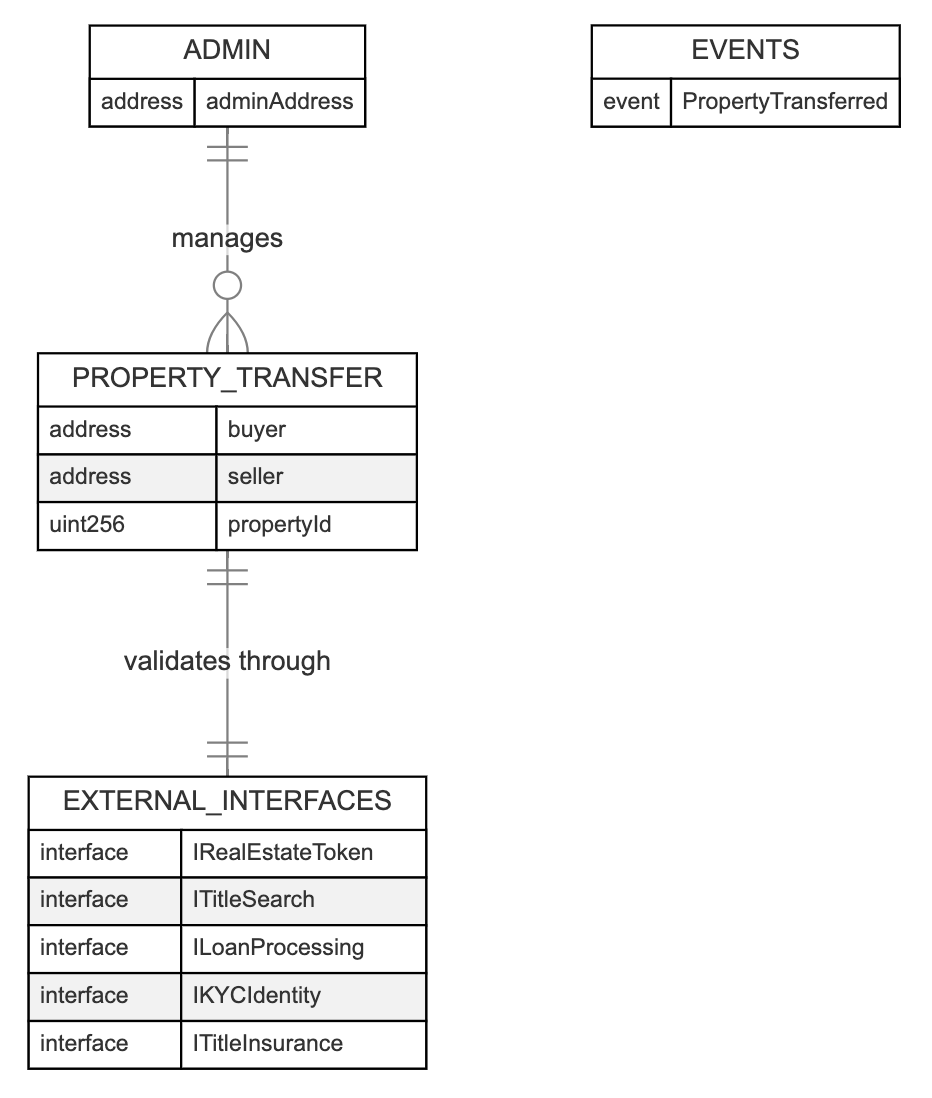 ADMIN
address adminAddress
EVENTS
event PropertyTransferred
manages
PROPERTY_TRANSFER
address buyer
address seller
uint256 propertyId
validates through
EXTERNAL_INTERFACES
interface IRealEstateToken
interface ITitleSearch
interface ILoanProcessing
interface IKYCIdentity
interface ITitleInsurance